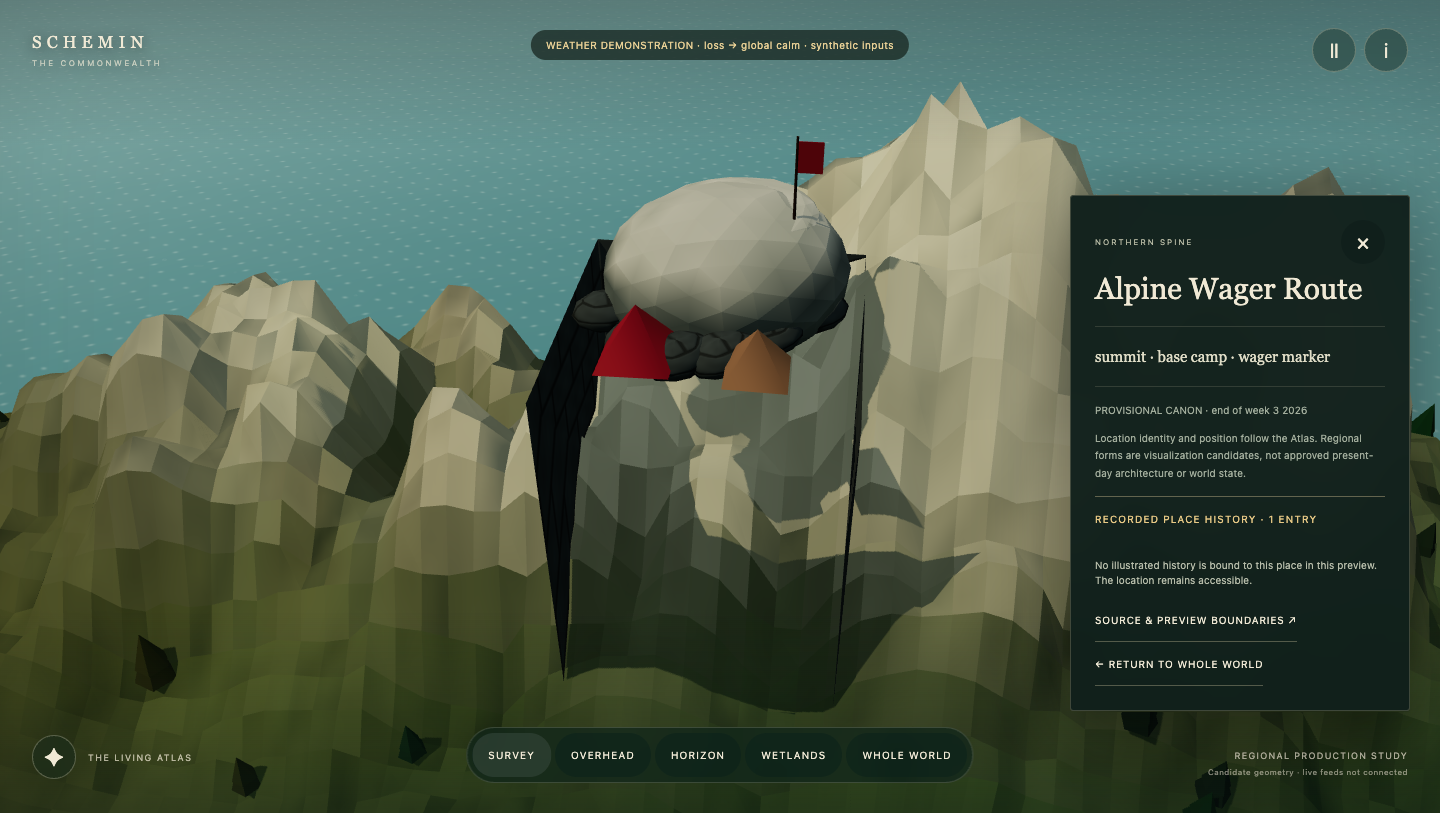 SCHEMIN
THE COMMONWEALTH
WEATHER DEMONSTRATION · loss → global calm · synthetic inputs
i
NORTHERN SPINE
×
Alpine Wager Route
summit · base camp · wager marker
PROVISIONAL CANON · end of week 3 2026
Location identity and position follow the Atlas. Regional
forms are visualization candidates, not approved present-
day architecture or world state.
RECORDED PLACE HISTORY · 1 ENTRY
No illustrated history is bound to this place in this preview.
The location remains accessible.
SOURCE & PREVIEW BOUNDARIES ↗
← RETURN TO WHOLE WORLD
THE LIVING ATLAS
SURVEY OVERHEAD HORIZON WETLANDS WHOLE WORLD
REGIONAL PRODUCTION STUDY
Candidate geometry · live feeds not connected